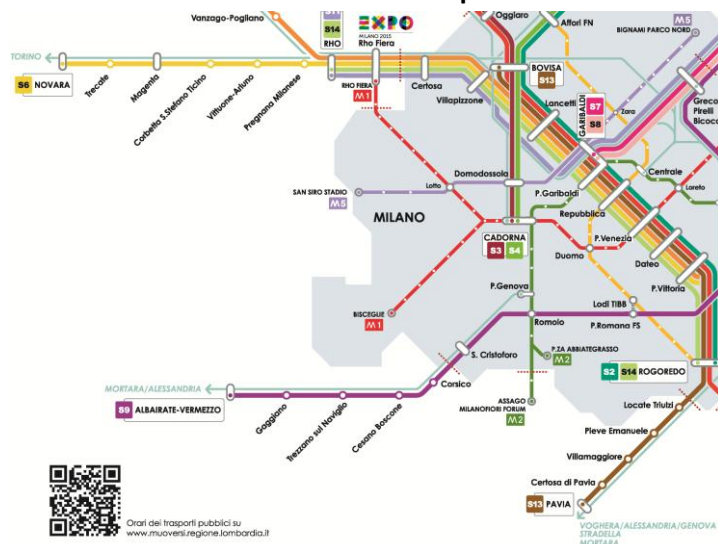 Vanzago-Pogliano
S14
RHO
EXPO
MILANO 2015
Rho Fiera
Oggiaro
Affori FN
M5
BIGNAMI PARCO NORD
TORINO
S6 NOVARA
Trecate
Magenta
Corbetta S.Stefano Ticino
Vittuone-Arluno
Pregnana Milanese
RHO FIERA
M1
Certosa
Villapizzone
BOVISA
S13
Lancetti
GARIBALDI
S7
S8
Zara
Greco
Pirelli
Bicocca
Domodossola
Centrale
SAN SIRO STADIO
M5
Lotto
P.Garibaldi
Loreto
MILANO
Repubblica
CADORNA
S3 S4
P.Venezia
Duomo
Dateo
P.Vittoria
P.Genova
Lodi TIBB
BISCEGLIE
M1
Romolo
P.Romana FS
S. Cristoforo
P.ZA ABBIATEGRASSO
M2
S2 S14 ROGOREDO
MORTARA/ALESSANDRIA
S9 ALBAIRATE-VERMEZZO
Corsico
Gaggiano
Trezzano sul Naviglio
Cesano Boscone
ASSAGO
MILANOFIORI FORUM
M2
Locate Triulzi
Pieve Emanuele
Villamaggiore
Certosa di Pavia
S13 PAVIA
Orari dei trasporti pubblici su
www.muoversi.regione.lombardia.it
VOGHERA/ALESSANDRIA/GENOVA
STRADELLA
MORTARA